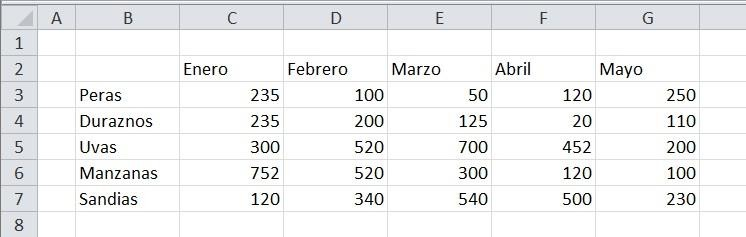 A B C D E F G
1
2 Enero Febrero Marzo Abril Mayo
3 Peras 235 100 50 120 250
4 Duraznos 235 200 125 20 110
5 Uvas 300 520 700 452 200
6 Manzanas 752 520 300 120 100
7 Sandias 120 340 540 500 230
8